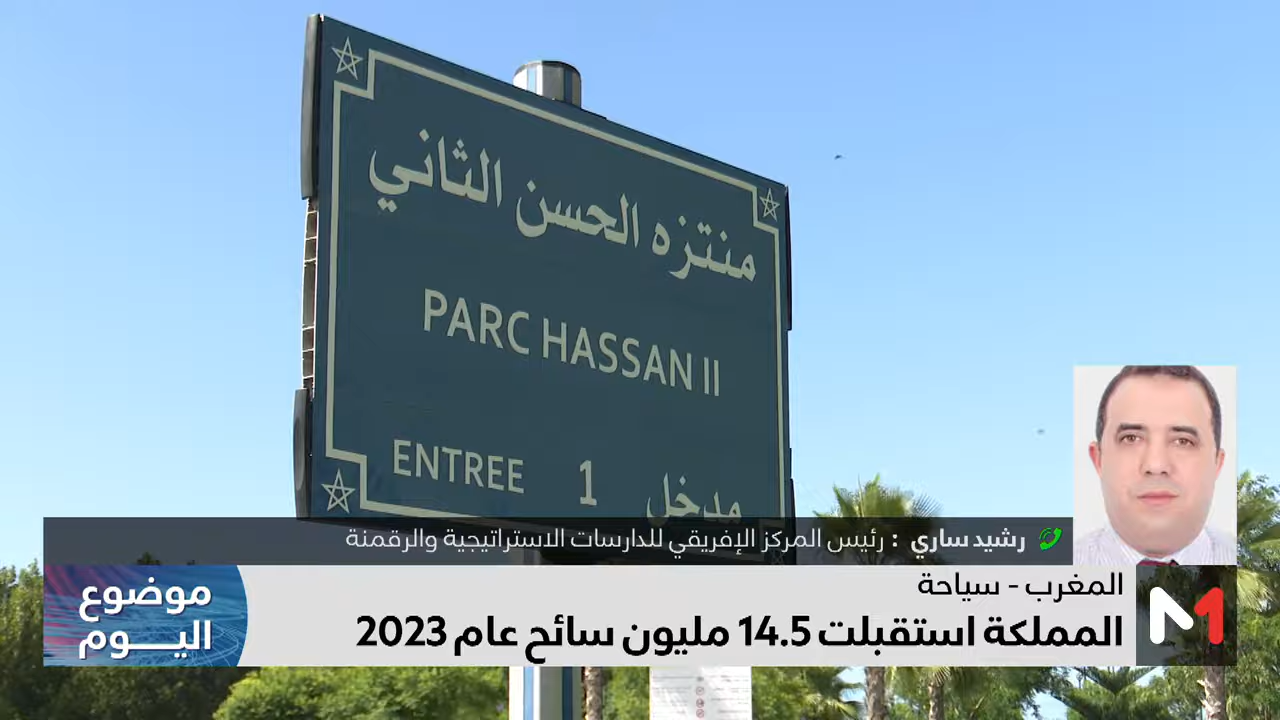 منتزه الحسن الثاني
PARC HASSAN II
ENTREE 1 مدخل
رشيد ساري : رئيس المركز الإفريقي للدارسات الاستراتيجية والرقمنة
المغرب - سياحة
المملكة استقبلت 14.5 مليون سائح عام 2023
موضوع
اليـــوم
M1